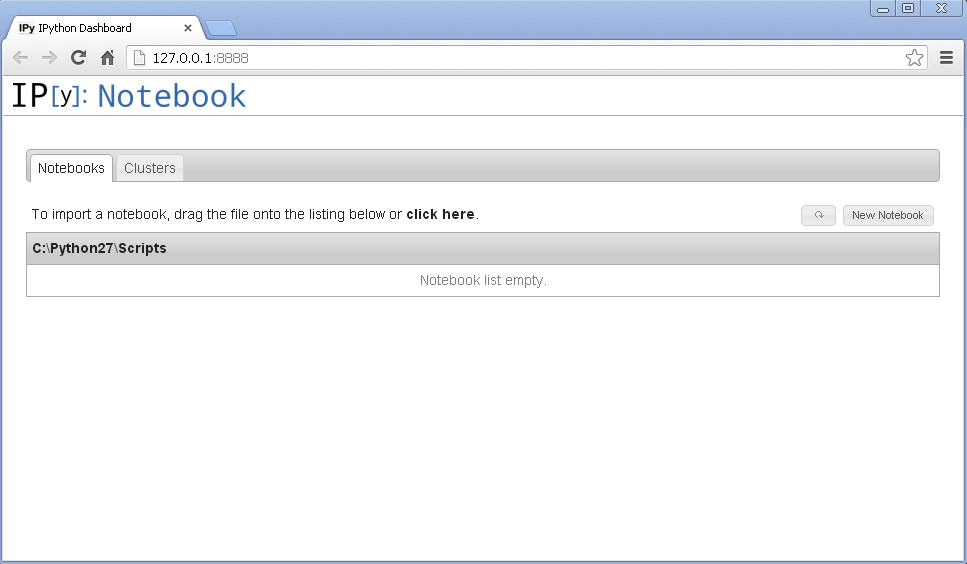 IPy IPython Dashboard
127.0.0.1:8888
IP[y]: Notebook
Notebooks Clusters
To import a notebook, drag the file onto the listing below or click here.
New Notebook
C:\Python27\Scripts
Notebook list empty.